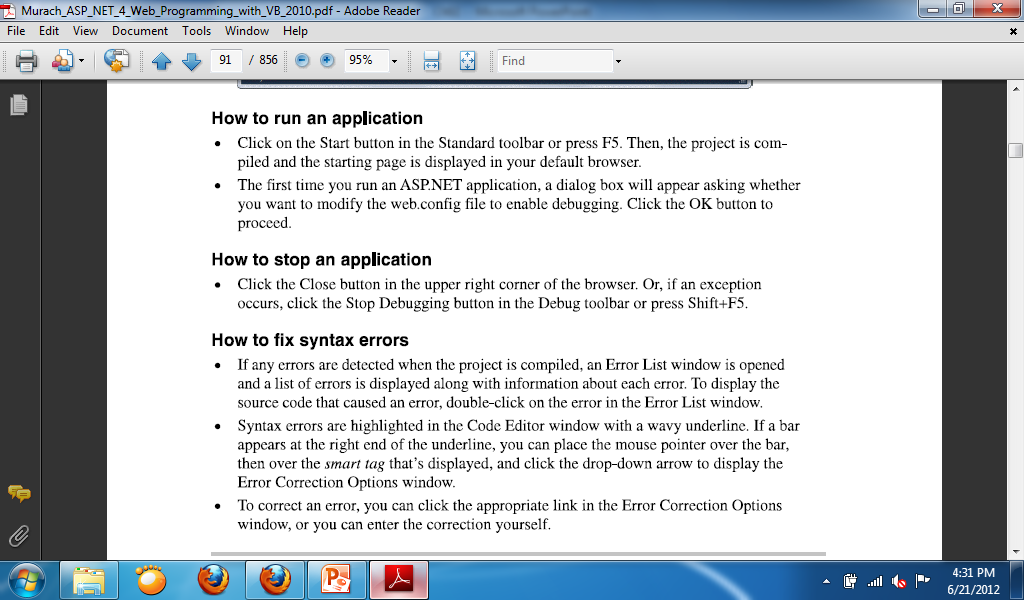 Murach_ASP_NET_4_Web_Programming_with_VB_2010.pdf - Adobe Reader
File Edit View Document Tools Window Help
91 / 856 95% Find
How to run an application
• Click on the Start button in the Standard toolbar or press F5. Then, the project is com-
piled and the starting page is displayed in your default browser.
• The first time you run an ASP.NET application, a dialog box will appear asking whether
you want to modify the web.config file to enable debugging. Click the OK button to
proceed.
How to stop an application
• Click the Close button in the upper right corner of the browser. Or, if an exception
occurs, click the Stop Debugging button in the Debug toolbar or press Shift+F5.
How to fix syntax errors
• If any errors are detected when the project is compiled, an Error List window is opened
and a list of errors is displayed along with information about each error. To display the
source code that caused an error, double-click on the error in the Error List window.
• Syntax errors are highlighted in the Code Editor window with a wavy underline. If a bar
appears at the right end of the underline, you can place the mouse pointer over the bar,
then over the smart tag that's displayed, and click the drop-down arrow to display the
Error Correction Options window.
• To correct an error, you can click the appropriate link in the Error Correction Options
window, or you can enter the correction yourself.
4:31 PM
6/21/2012